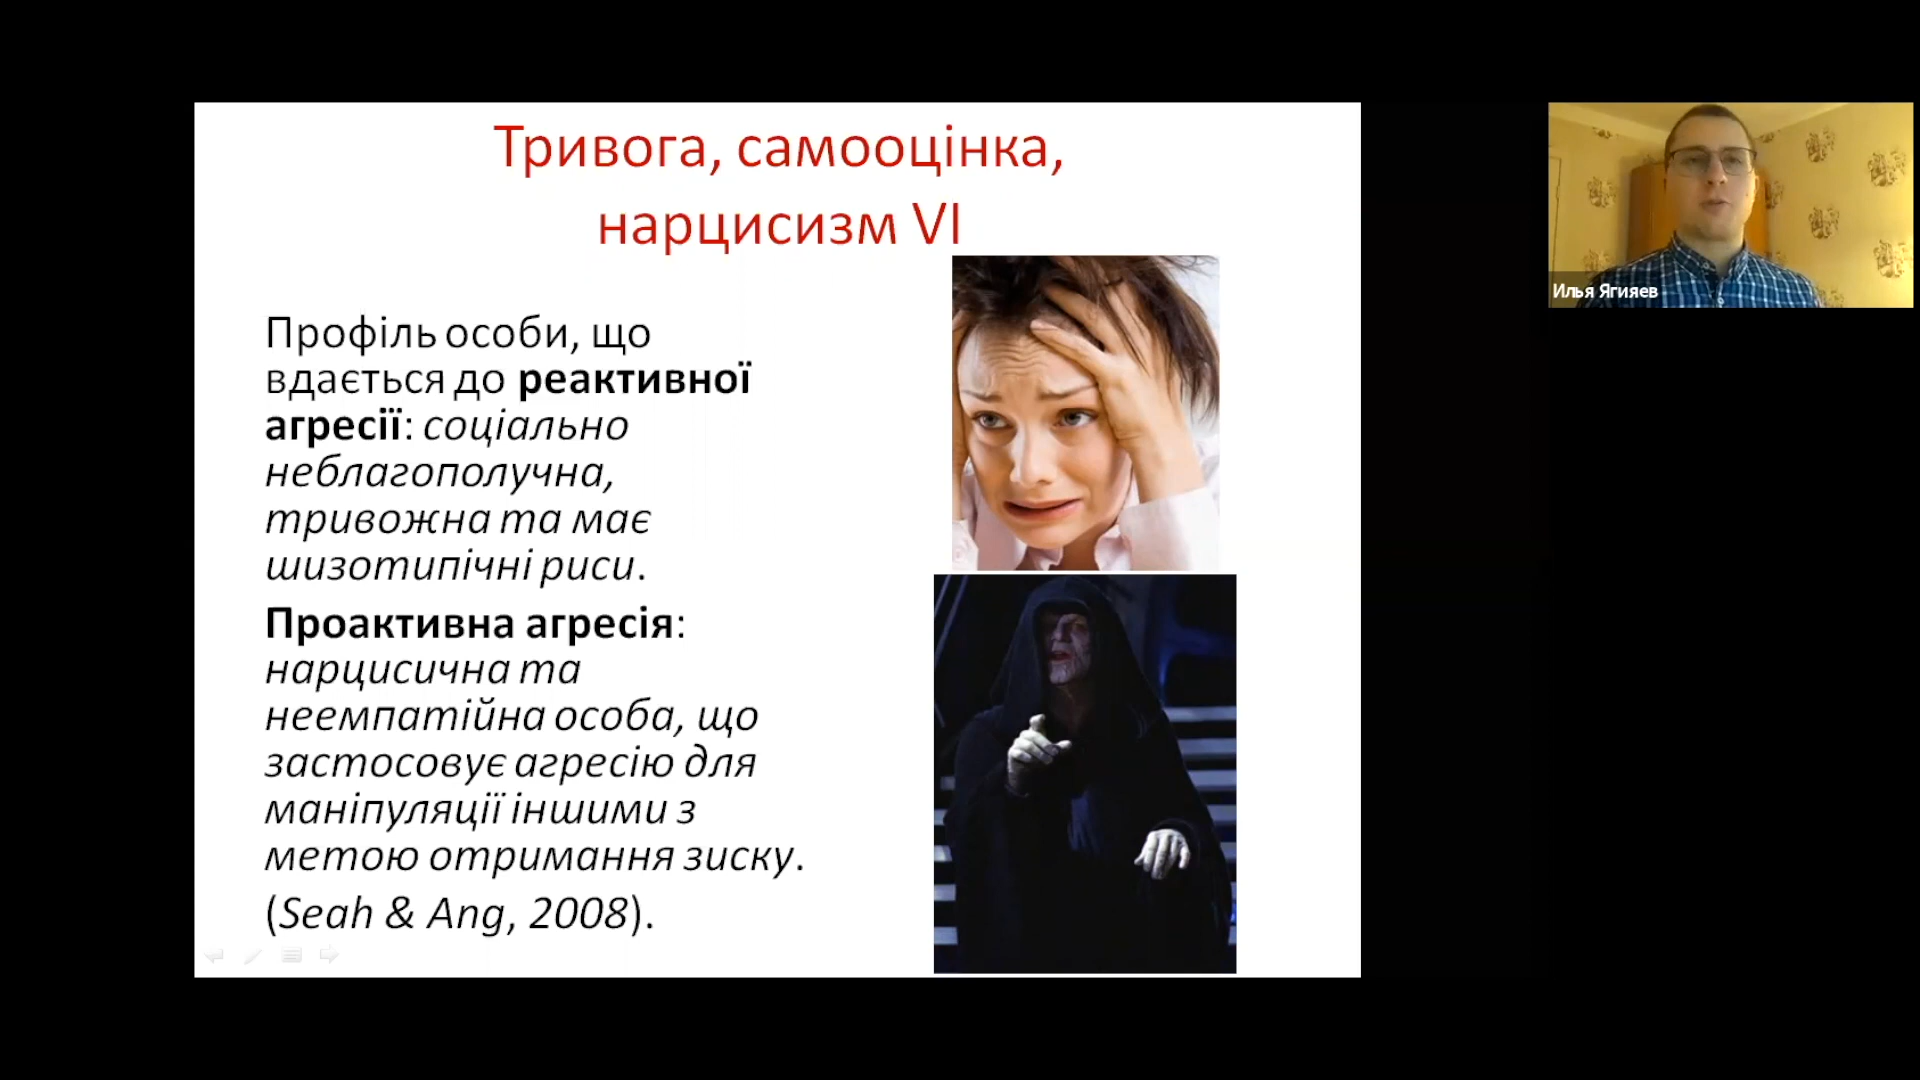 Тривога, самооцінка,
нарцисизм VI
Профіль особи, що
вдається до реактивної
агресії: соціально
неблагополучна,
тривожна та має
шизотипічні риси.
Проактивна агресія:
нарцисична та
неемпатійна особа, що
застосовує агресію для
маніпуляції іншими з
метою отримання зиску.
(Seah & Ang, 2008).
Илья Ягияев